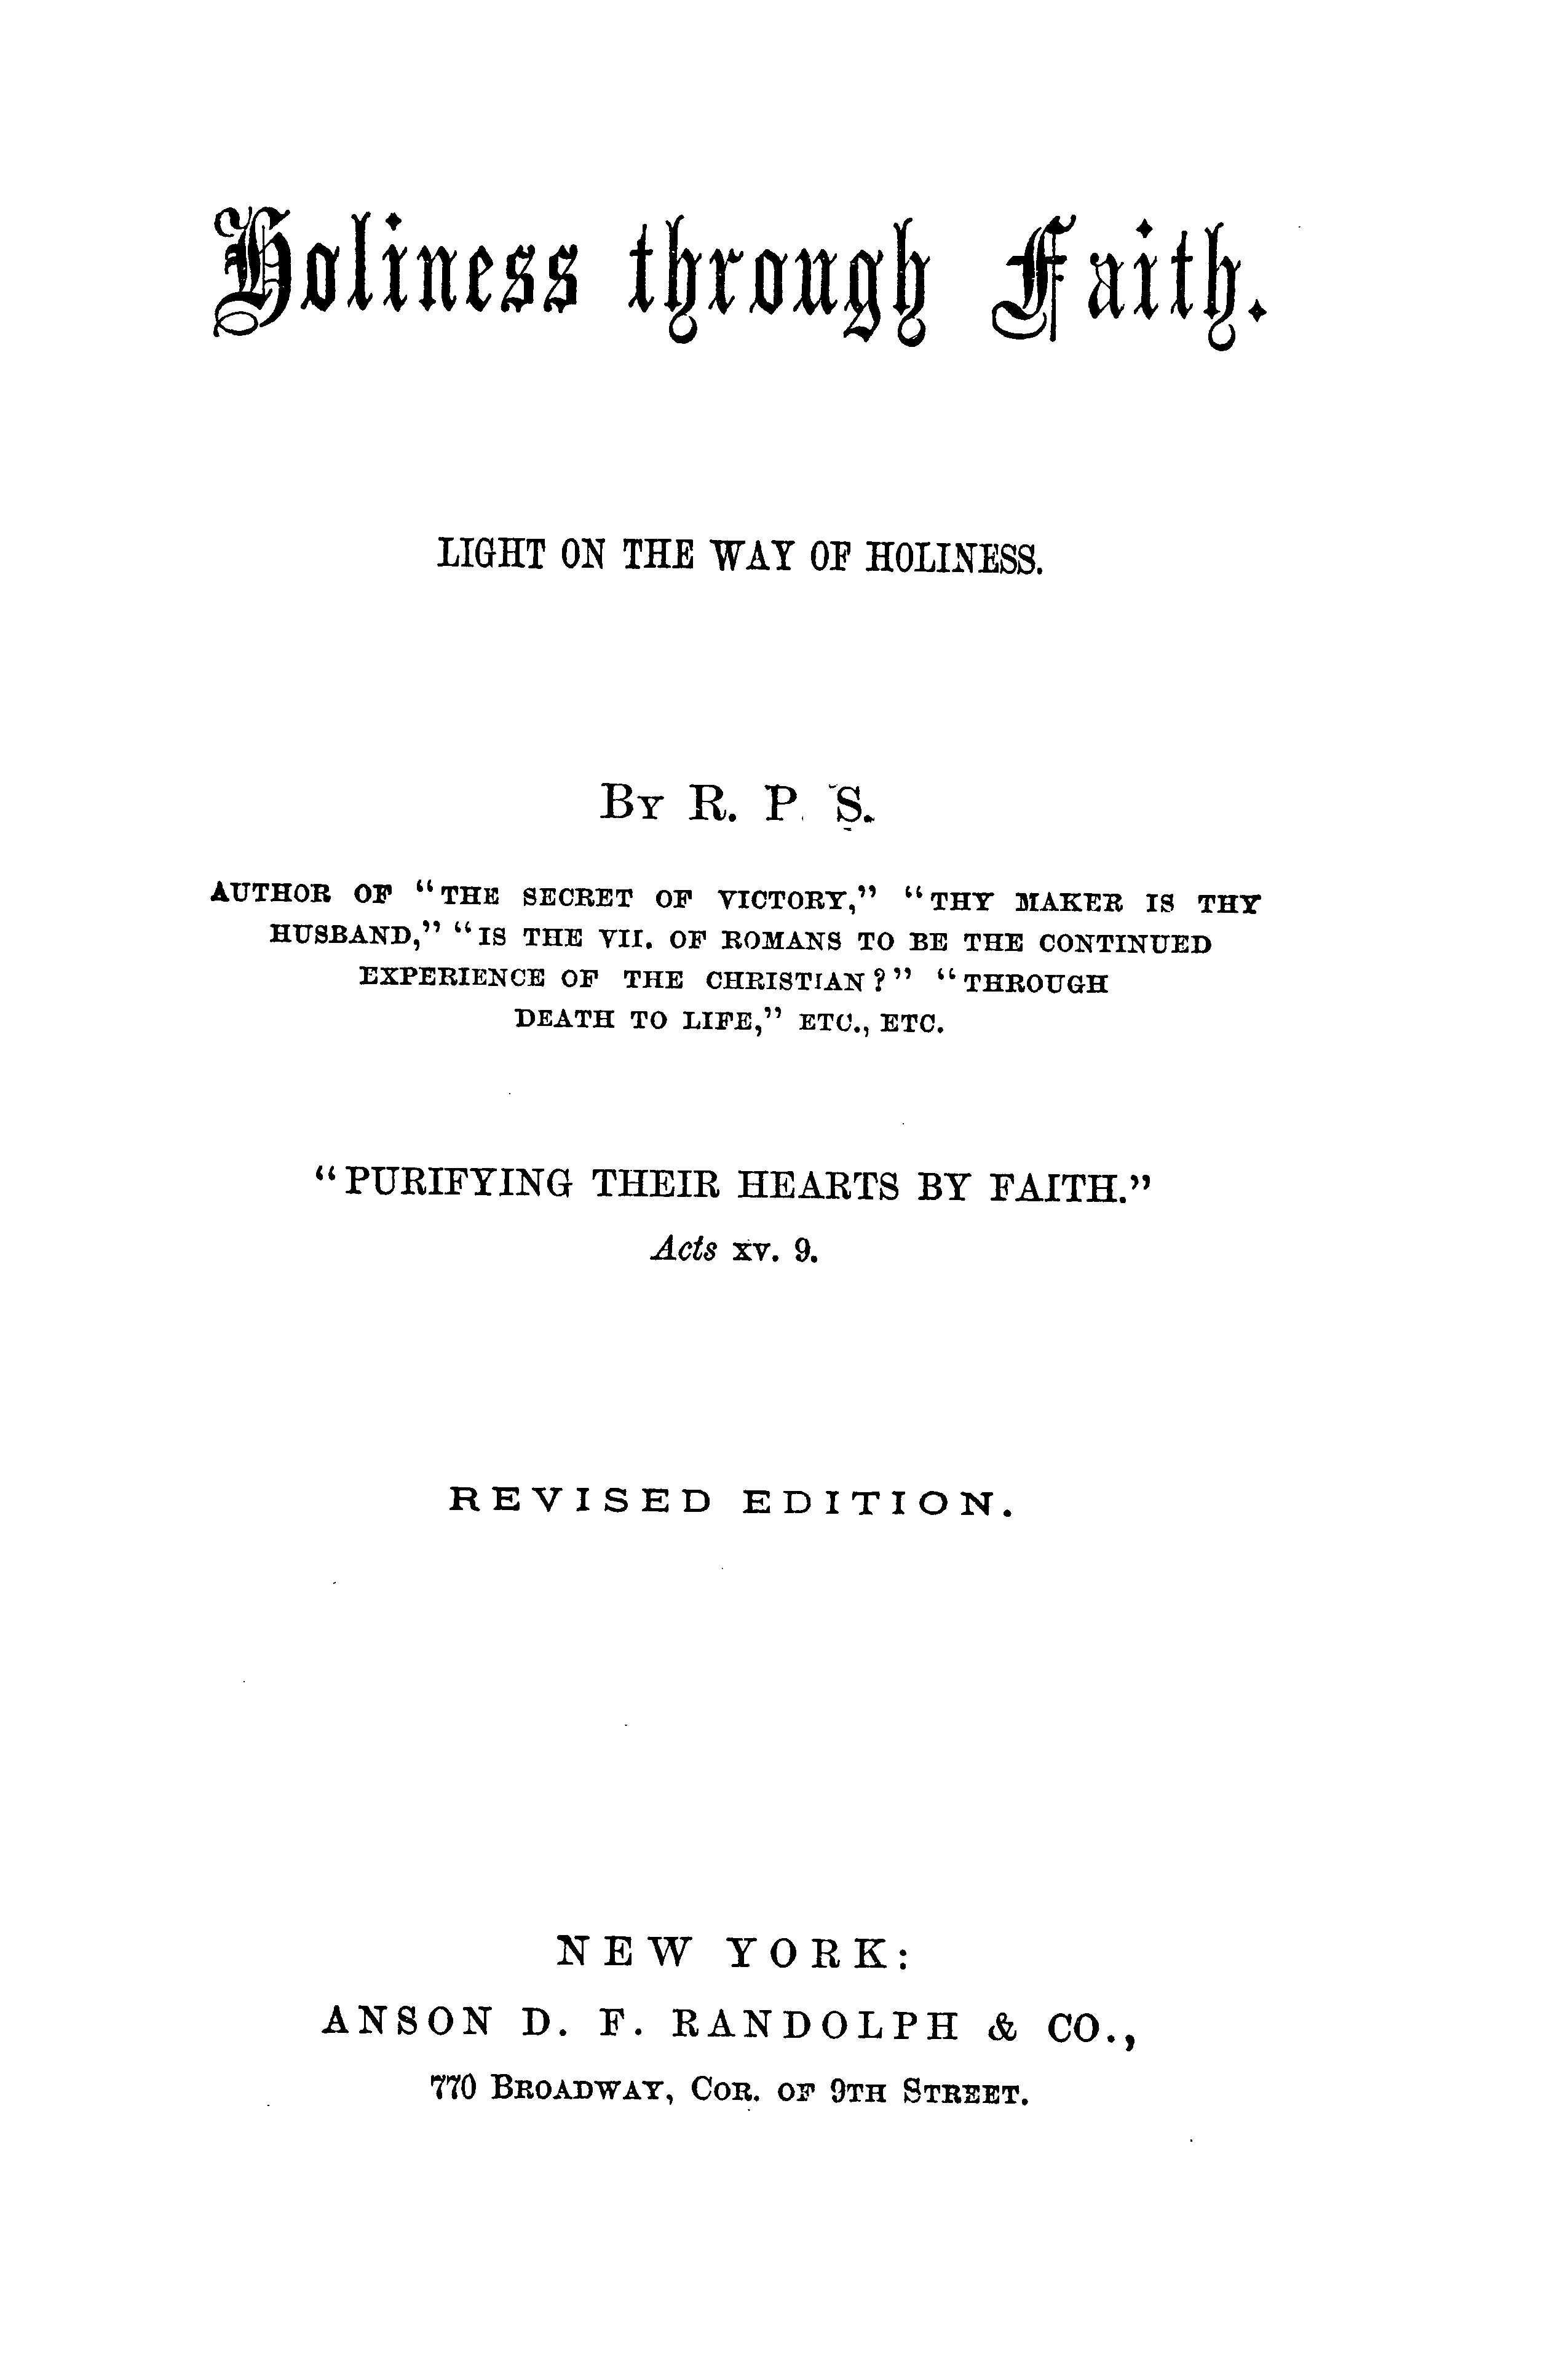 Holiness through Faith.
LIGHT ON THE WAY OF HOLINESS.
BY R. P. S.
AUTHOR OF “THE SECRET OF VICTORY,” “THY MAKER IS THY
HUSBAND,” “IS THE VII. OF ROMANS TO BE THE CONTINUED
EXPERIENCE OF THE CHRISTIAN?” “THROUGH
DEATH TO LIFE,” ETC., ETC.
“PURIFYING THEIR HEARTS BY FAITH.”
Acts xv. 9.
REVISED EDITION.
NEW YORK:
ANSON D. F. RANDOLPH & CO.,
770 BROADWAY, COR. OF 9TH STREET.